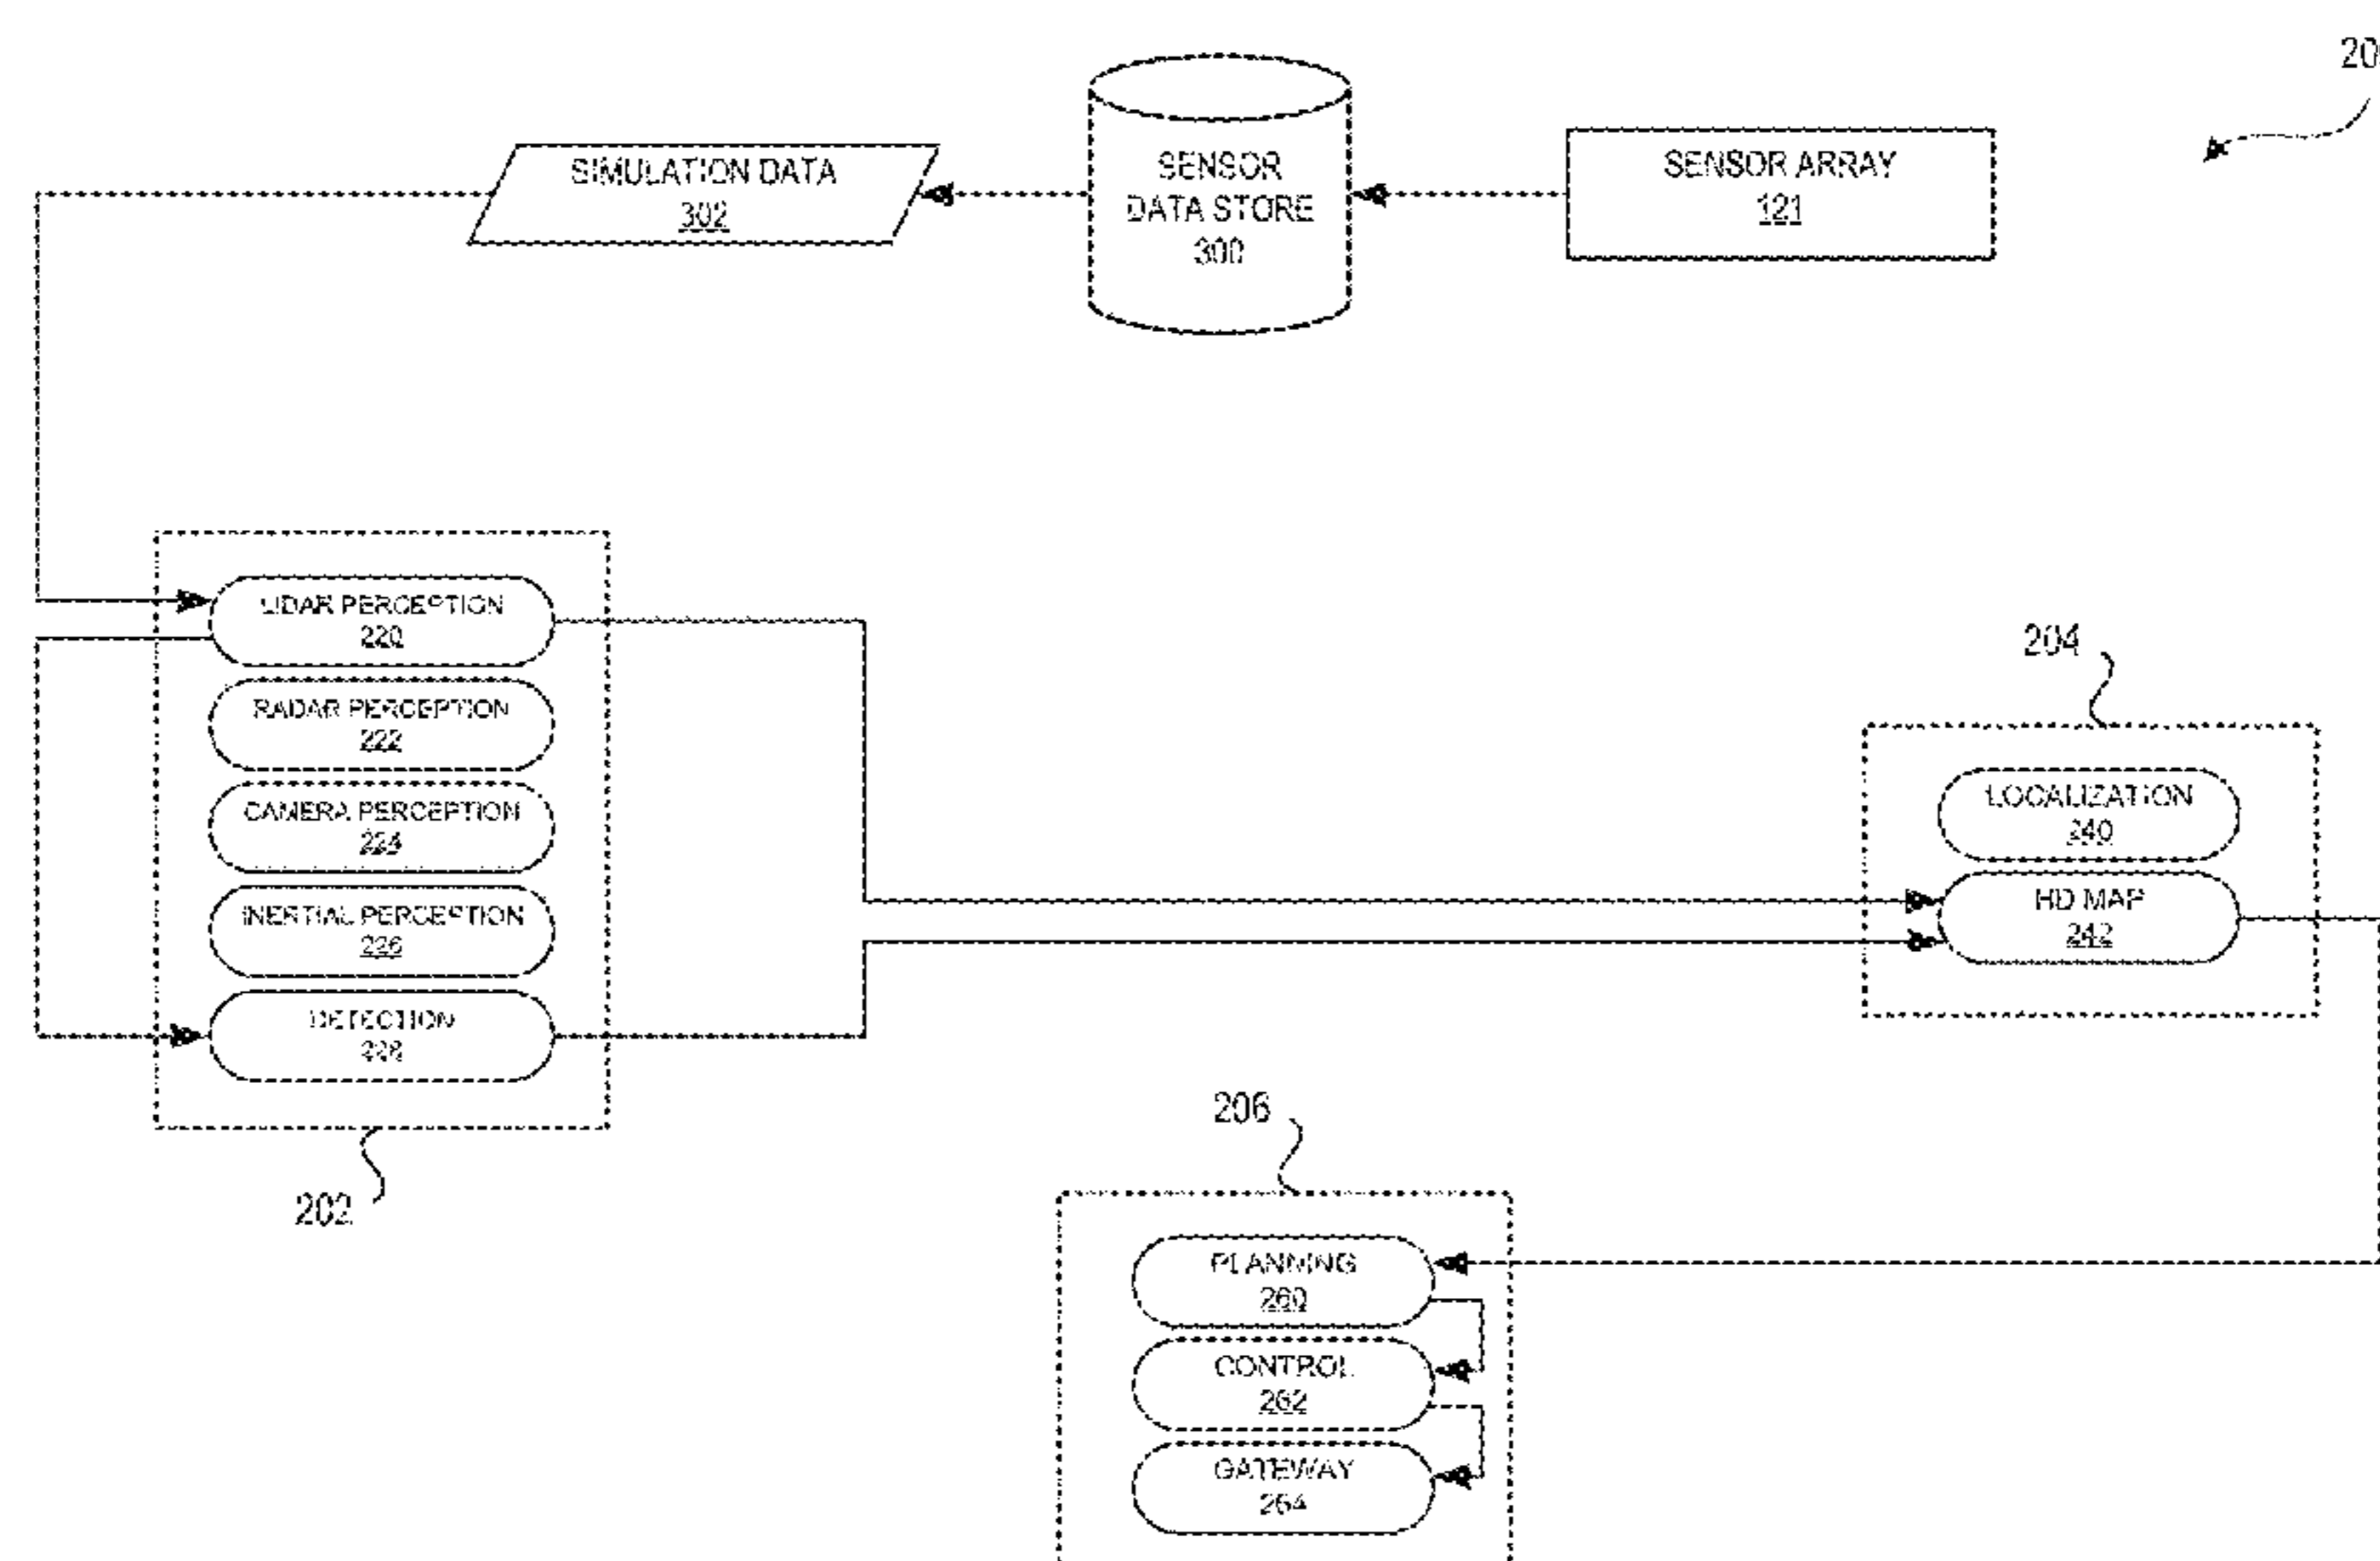 20
SIMULATION DATA
302
SENSOR
DATA STORE
300
SENSOR ARRAY
121
LIDAR PERCEPTION
220
RADAR PERCEPTION
222
CAMERA PERCEPTION
224
INERTIAL PERCEPTION
226
DETECTION
228
202
204
LOCALIZATION
240
HD MAP
242
206
PLANNING
260
CONTROL
262
GATEWAY
264